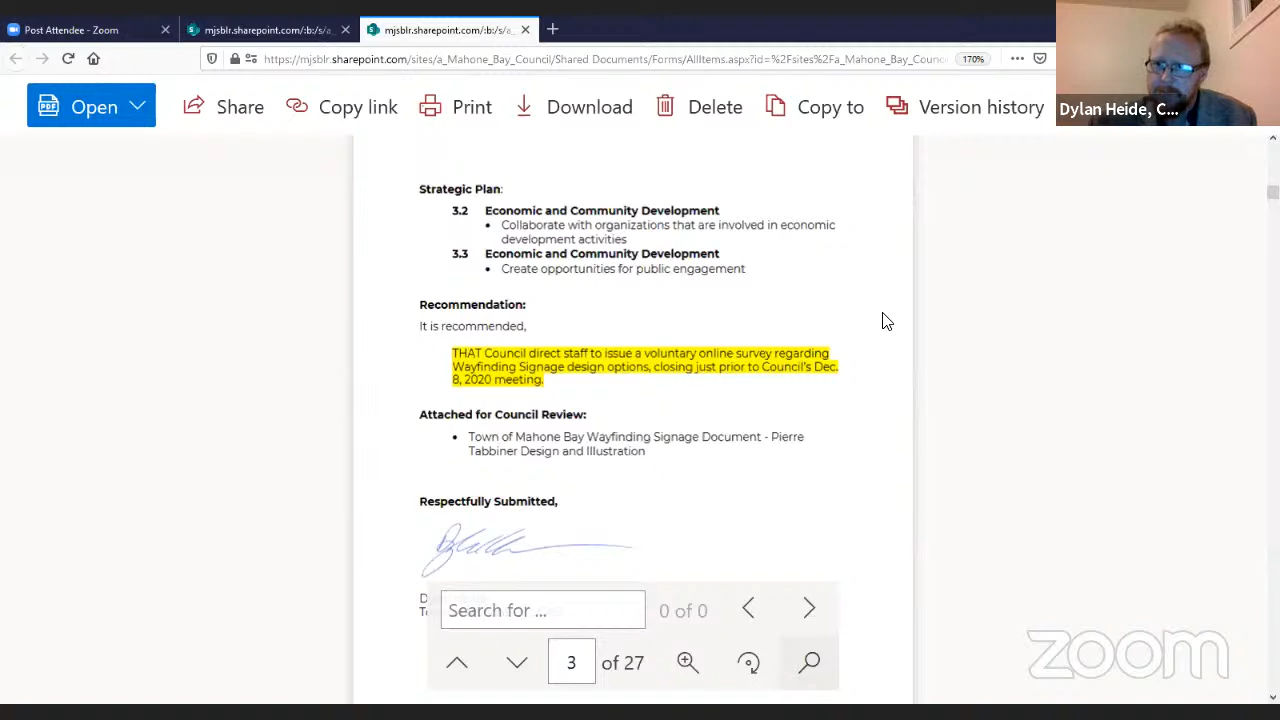 Post Attendee - Zoom
mjsblr.sharepoint.com/:b:/s/a_
mjsblr.sharepoint.com/:b:/s/a_
https://mjsblr.sharepoint.com/sites/a_Mahone_Bay_Council/Shared Documents/Forms/AllItems.aspx?id=%2Fsites%2Fa_Mahone_Bay_Counc
170%
Open
Share
Copy link
Print
Download
Delete
Copy to
Version history
Dylan Heide, C...
Strategic Plan:
3.2 Economic and Community Development
• Collaborate with organizations that are involved in economic
development activities
3.3 Economic and Community Development
• Create opportunities for public engagement
Recommendation:
It is recommended,
THAT Council direct staff to issue a voluntary online survey regarding
Wayfinding Signage design options, closing just prior to Council's Dec.
8, 2020 meeting.
Attached for Council Review:
• Town of Mahone Bay Wayfinding Signage Document - Pierre
Tabbiner Design and Illustration
Respectfully Submitted,
Search for ...
0 of 0
3 of 27
zoom